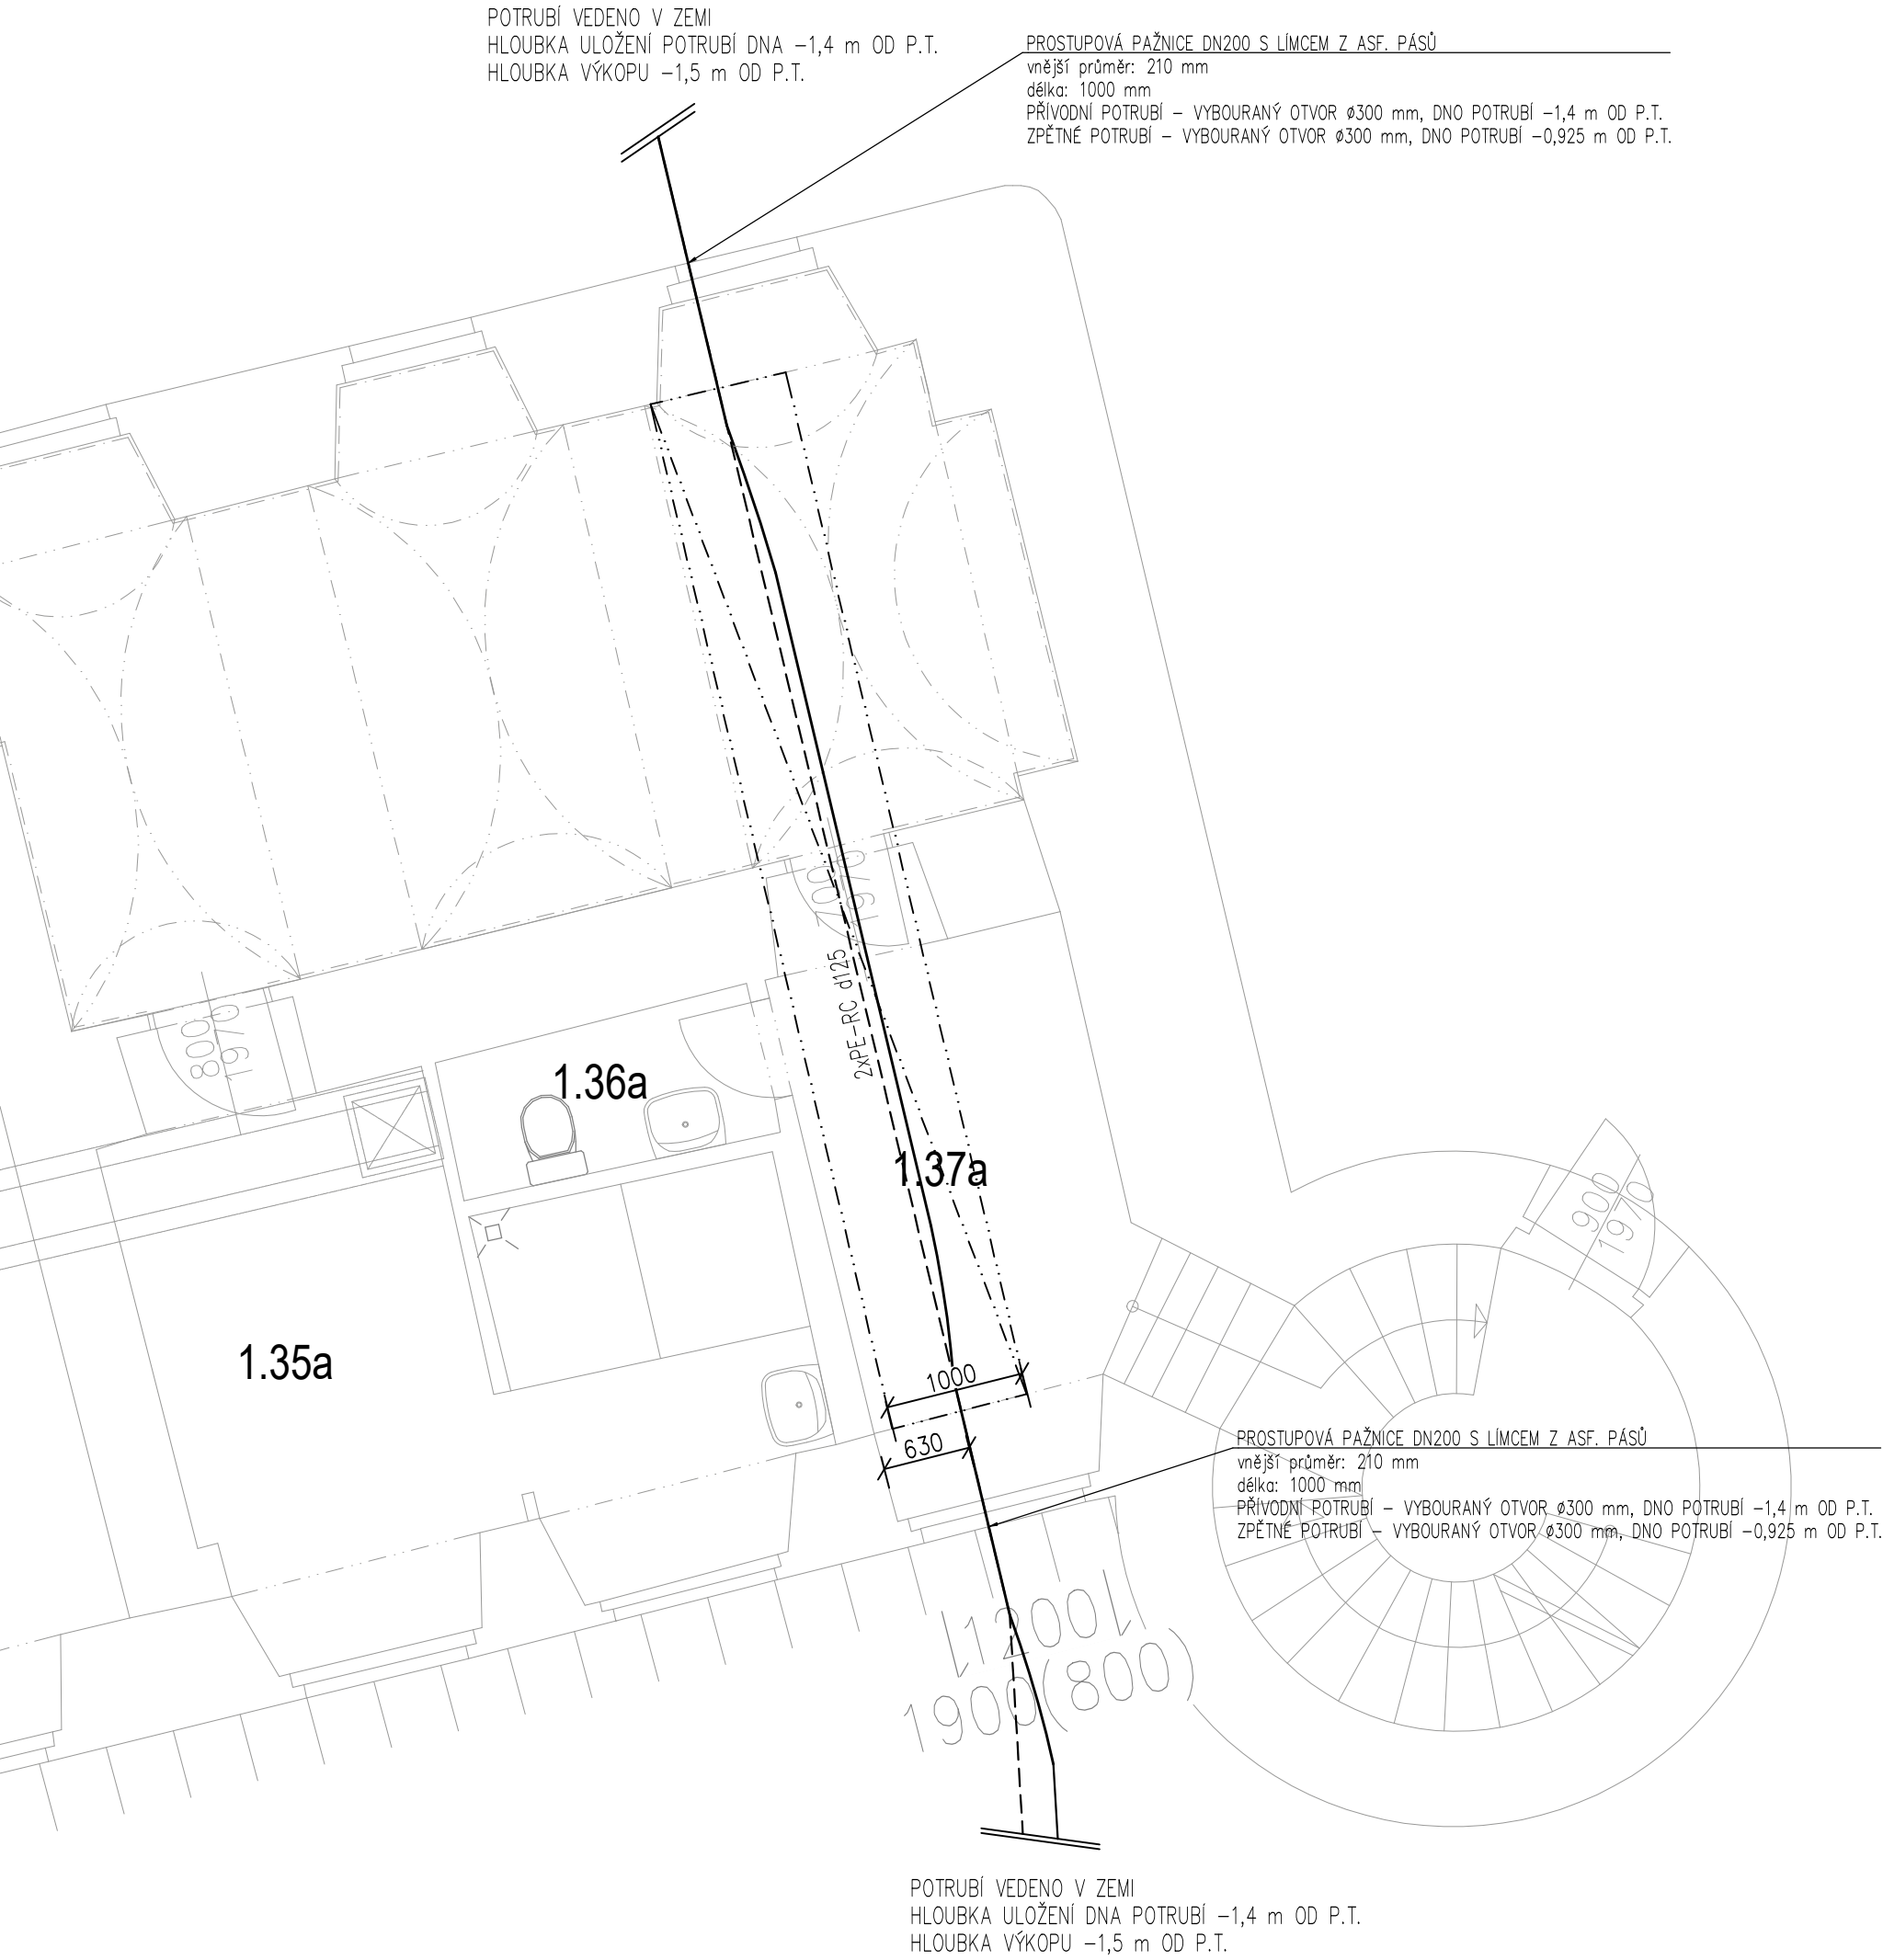 POTRUBÍ VEDENO V ZEMI
HLOUBKA ULOŽENÍ POTRUBÍ DNA -1,4 m OD P.T.
HLOUBKA VÝKOPU -1,5 m OD P.T.
PROSTUPOVÁ PAŽNICE DN200 S LÍMCEM Z ASF. PÁSŮ
vnější průměr: 210 mm
délka: 1000 mm
PŘÍVODNÍ POTRUBÍ - VYBOURANÝ OTVOR ø300 mm, DNO POTRUBÍ -1,4 m OD P.T.
ZPĚTNÉ POTRUBÍ - VYBOURANÝ OTVOR ø300 mm, DNO POTRUBÍ -0,925 m OD P.T.
700
1970
2xPE-RC d125
800
1970
1.36a
1.37a
900
1970
1.35a
1000
630
PROSTUPOVÁ PAŽNICE DN200 S LÍMCEM Z ASF. PÁSŮ
vnější průměr: 210 mm
délka: 1000 mm
PŘÍVODNÍ POTRUBÍ - VYBOURANÝ OTVOR ø300 mm, DNO POTRUBÍ -1,4 m OD P.T.
ZPĚTNÉ POTRUBÍ - VYBOURANÝ OTVOR ø300 mm, DNO POTRUBÍ -0,925 m OD P.T.
1200
1900(800)
POTRUBÍ VEDENO V ZEMI
HLOUBKA ULOŽENÍ DNA POTRUBÍ -1,4 m OD P.T.
HLOUBKA VÝKOPU -1,5 m OD P.T.